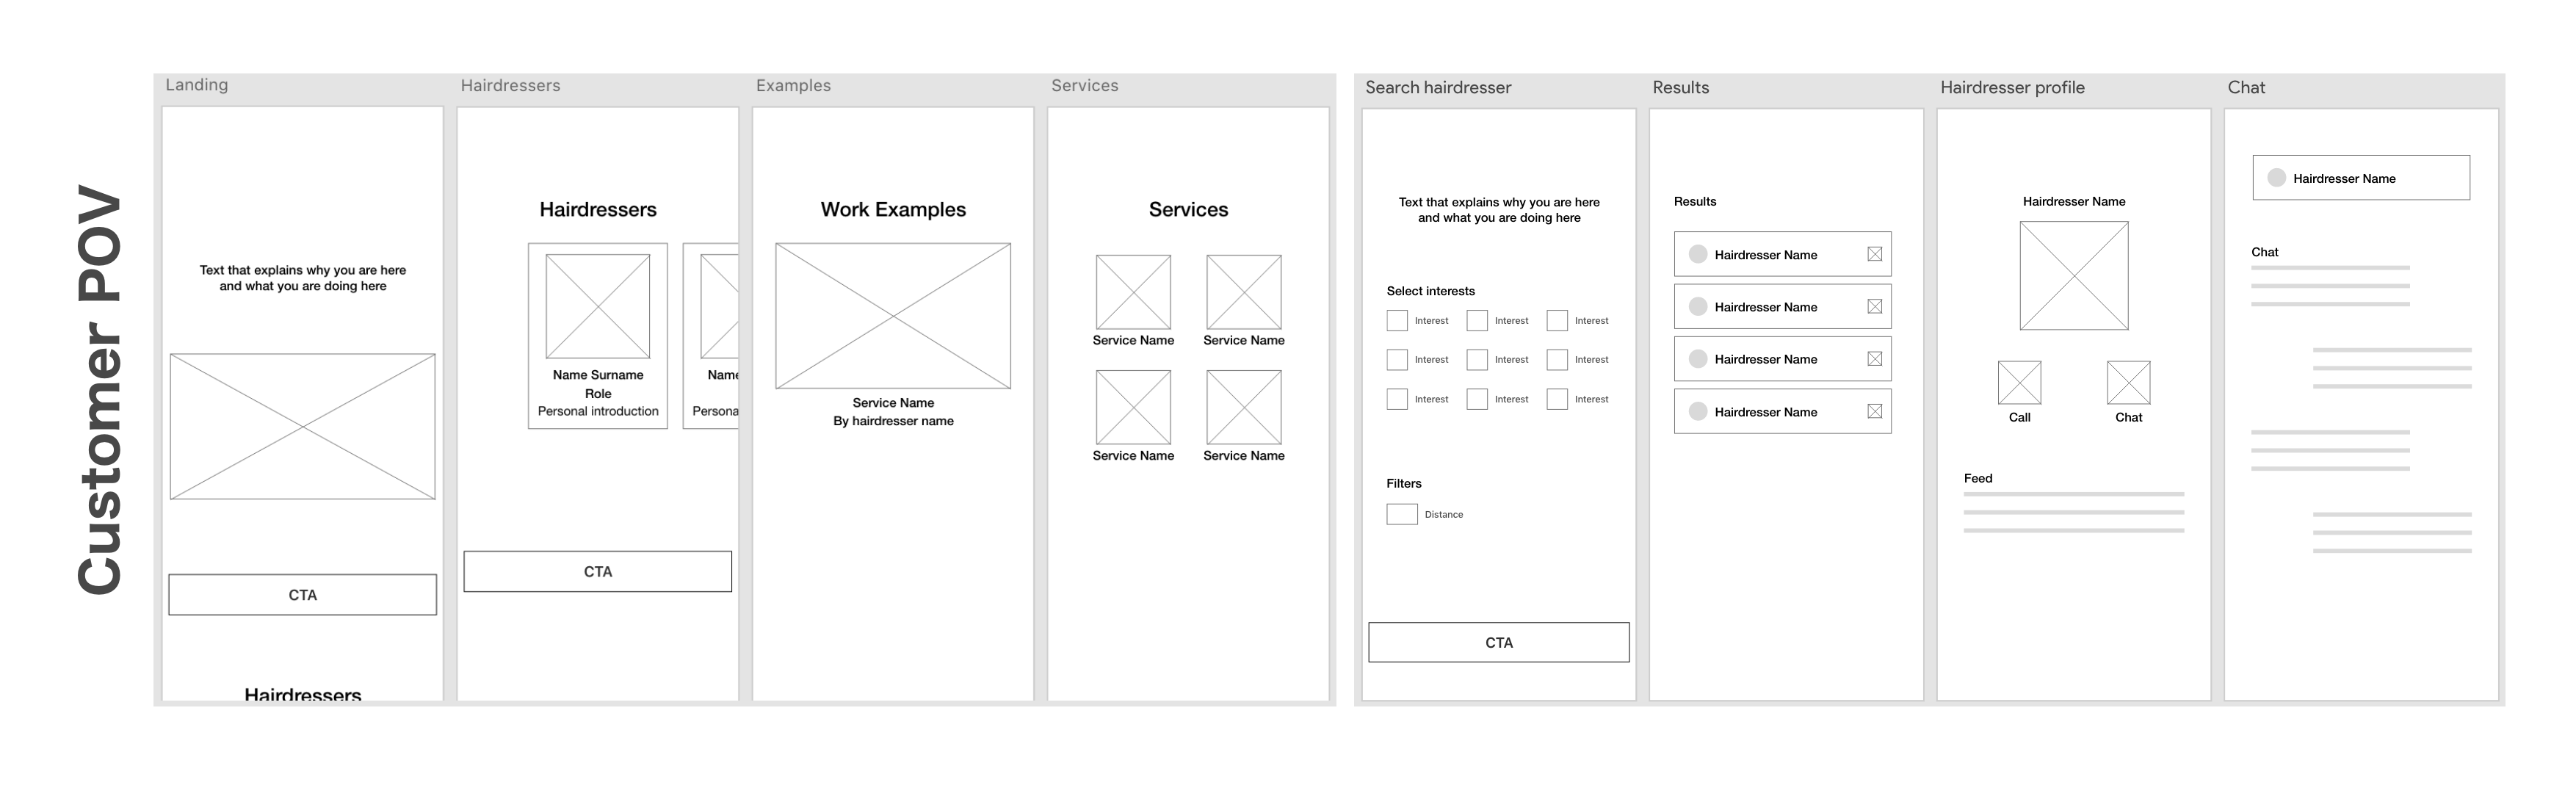 Customer POV
Landing
Text that explains why you are here
and what you are doing here
CTA
Hairdressers
Hairdressers
Hairdressers
Name Surname
Role
Personal introduction
Name
Persona
CTA
Examples
Work Examples
Service Name
By hairdresser name
Services
Services
Service Name Service Name
Service Name Service Name
Search hairdresser
Text that explains why you are here
and what you are doing here
Select interests
Interest Interest Interest
Interest Interest Interest
Interest Interest Interest
Filters
Distance
CTA
Results
Results
Hairdresser Name
Hairdresser Name
Hairdresser Name
Hairdresser Name
Hairdresser profile
Hairdresser Name
Call Chat
Feed
Chat
Hairdresser Name
Chat